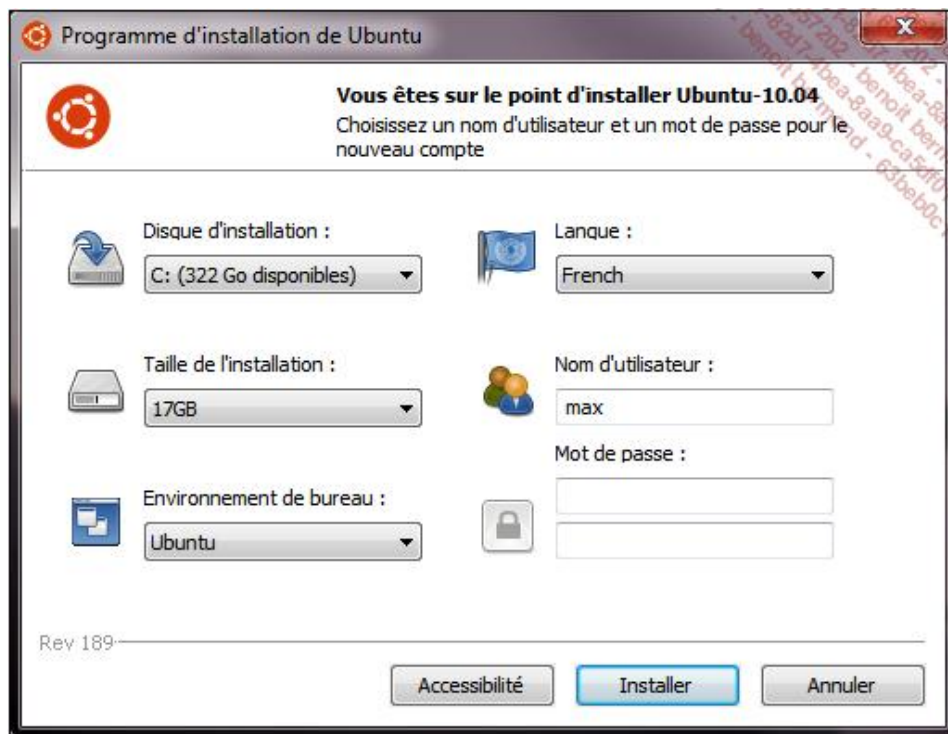 Programme d'installation de Ubuntu
Vous êtes sur le point d'installer Ubuntu-10.04
Choisissez un nom d'utilisateur et un mot de passe pour le
nouveau compte
Disque d'installation :
C: (322 Go disponibles)
Langue :
French
Taille de l'installation :
17GB
Nom d'utilisateur :
max
Mot de passe :
Environnement de bureau :
Ubuntu
Rev 189
Accessibilité
Installer
Annuler